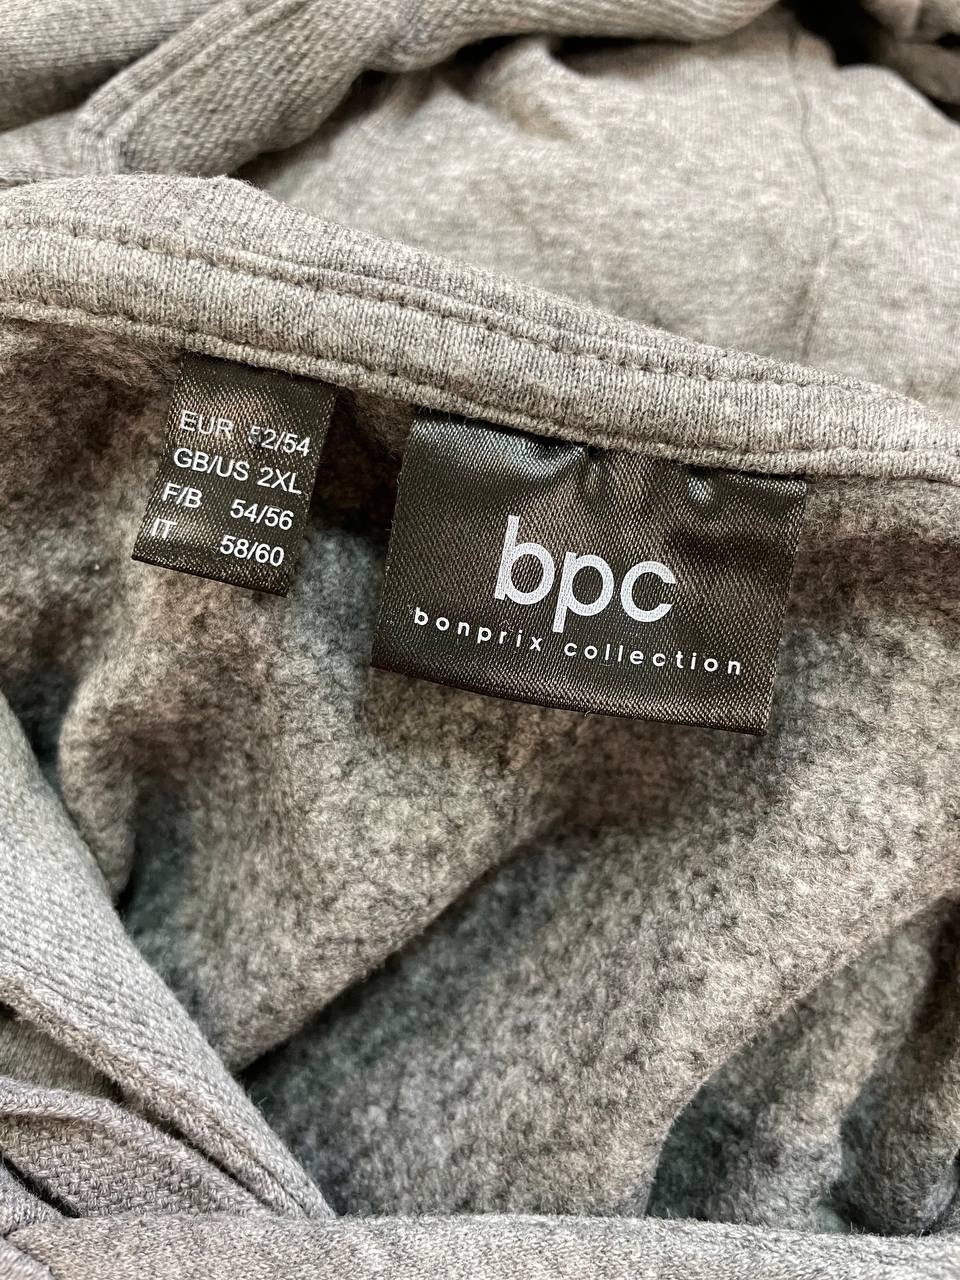 EUR 52/54
GB/US 2XL
F/B 54/56
IT 58/60
bpc
bonprix collection